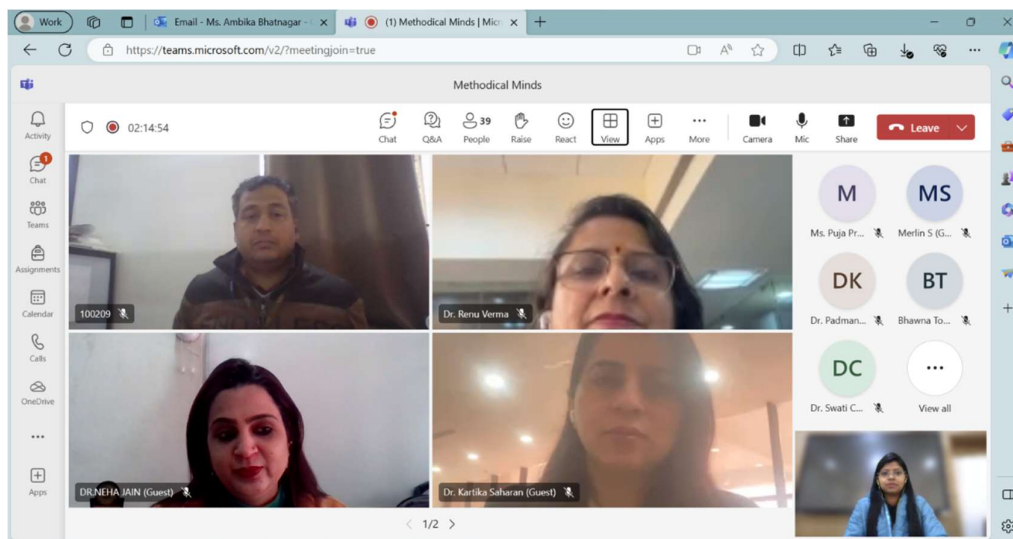 Work
Email - Ms. Ambika Bhatnagar -
(1) Methodical Minds | Micr
https://teams.microsoft.com/v2/?meetingjoin=true
Methodical Minds
02:14:54
Chat
Q&A
39
People
Raise
React
View
Apps
More
Camera
Mic
Share
Leave
Activity
1
Chat
Teams
Assignments
Calendar
Calls
OneDrive
Apps
100209
Dr. Renu Verma
DR.NEHA JAIN (Guest)
Dr. Kartika Saharan (Guest)
M
MS
Ms. Puja Pr...
Merlin S (G...
DK
BT
Dr. Padman...
Bhawna To...
DC
Dr. Swati C...
View all
1/2